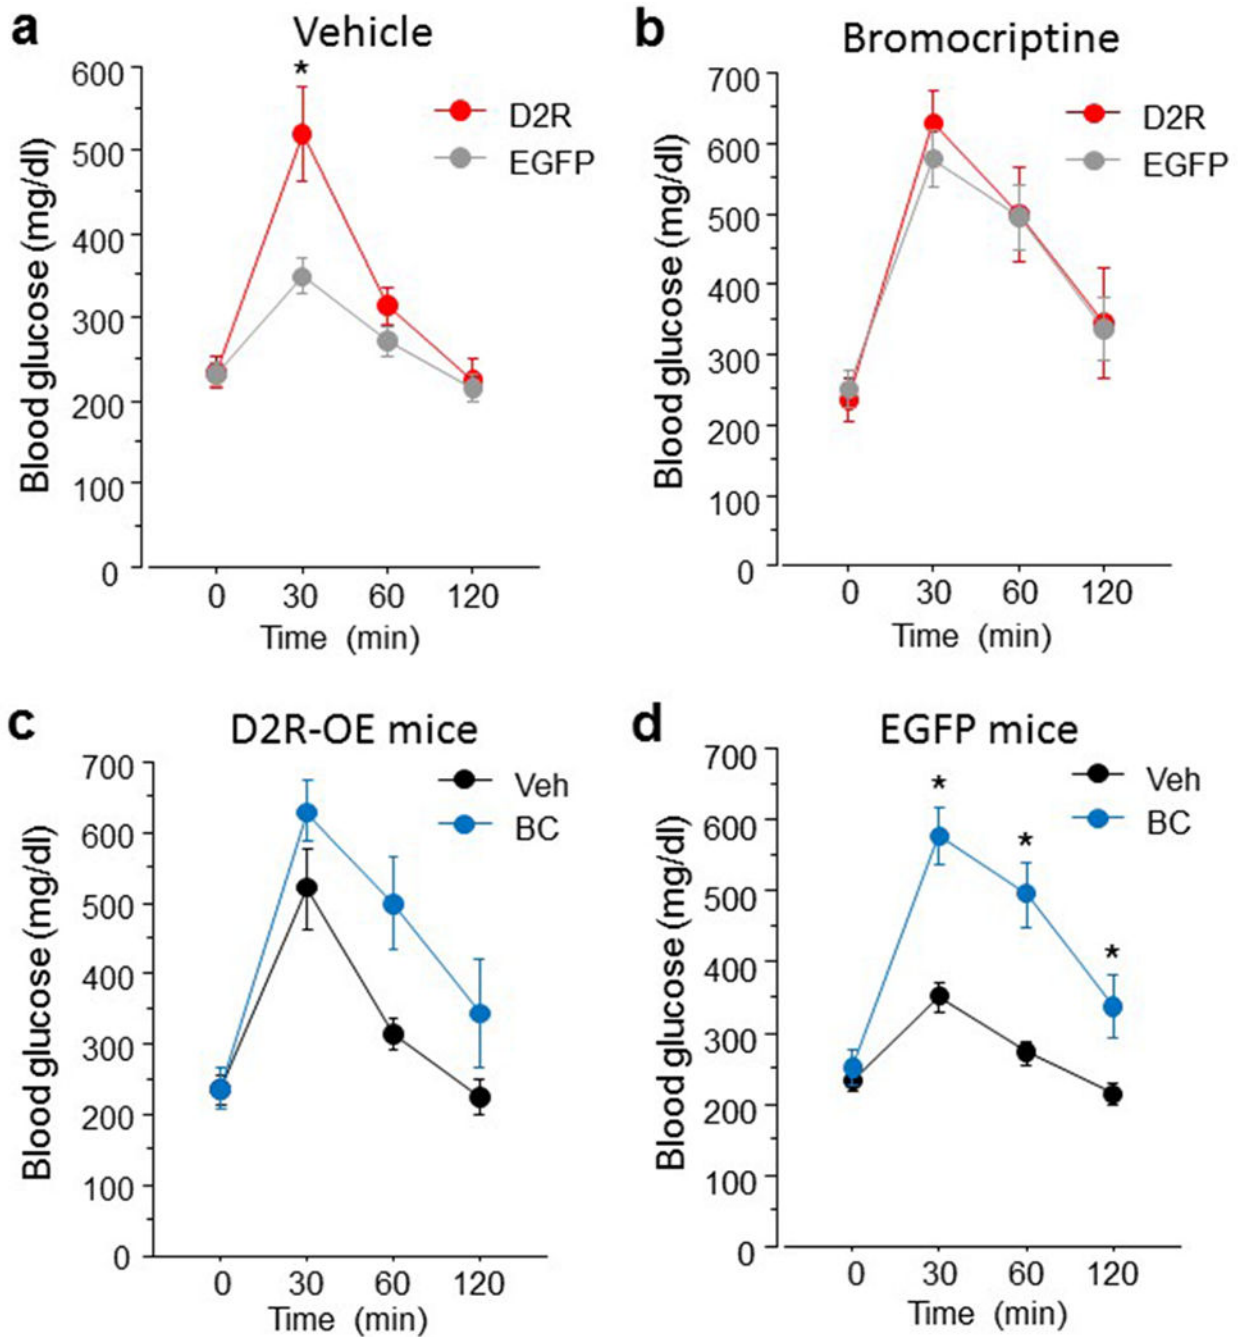 a Vehicle
*
D2R
EGFP
Blood glucose (mg/dl)
600
500
400
300
200
100
0
0 30 60 120
Time (min)
b Bromocriptine
D2R
EGFP
Blood glucose (mg/dl)
700
600
500
400
300
200
100
0
0 30 60 120
Time (min)
c D2R-OE mice
Veh
BC
Blood glucose (mg/dl)
700
600
500
400
300
200
100
0
0 30 60 120
Time (min)
d EGFP mice
* * *
Veh
BC
Blood glucose (mg/dl)
700
600
500
400
300
200
100
0
0 30 60 120
Time (min)